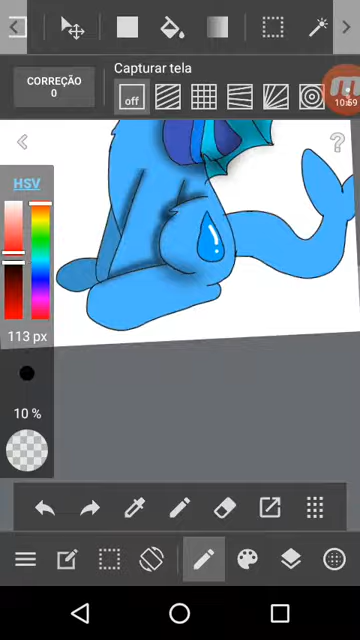 Capturar tela
CORREÇÃO
0
off
10:59
HSV
113 px
10 %